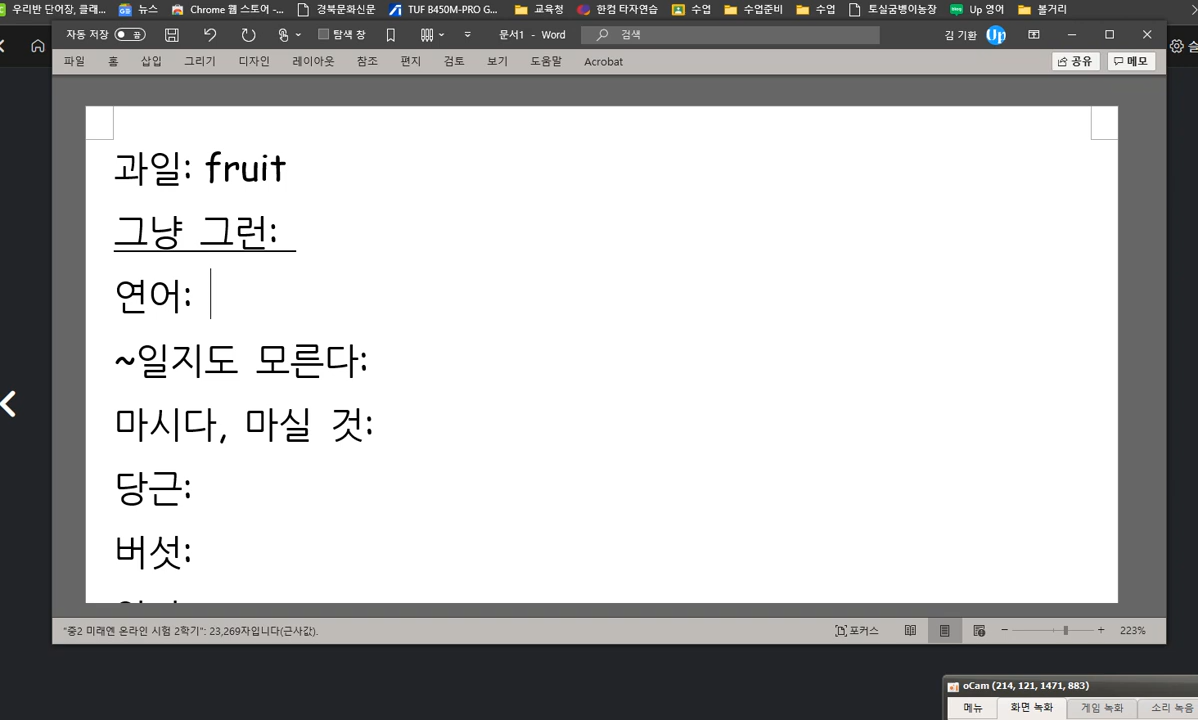 우리반 단어장, 클래... 뉴스 Chrome 웹 스토어 -... 경북문화신문 TUF B450M-PRO G... 교육청 한컴 타자연습 수업 수업준비 수업 토실굼벵이농장 Up 영어 볼거리
자동 저장 끔 탐색 창 문서1 - Word 검색 김 기환 Up
파일 홈 삽입 그리기 디자인 레이아웃 참조 편지 검토 보기 도움말 Acrobat 공유 메모
과일: fruit
그냥 그런:
연어:
~일지도 모른다:
마시다, 마실 것:
당근:
버섯:
"중2 미래엔 온라인 시험 2학기": 23,269자입니다(근사값). 포커스 223%
oCam (214, 121, 1471, 883)
메뉴 화면 녹화 게임 녹화 소리 녹음